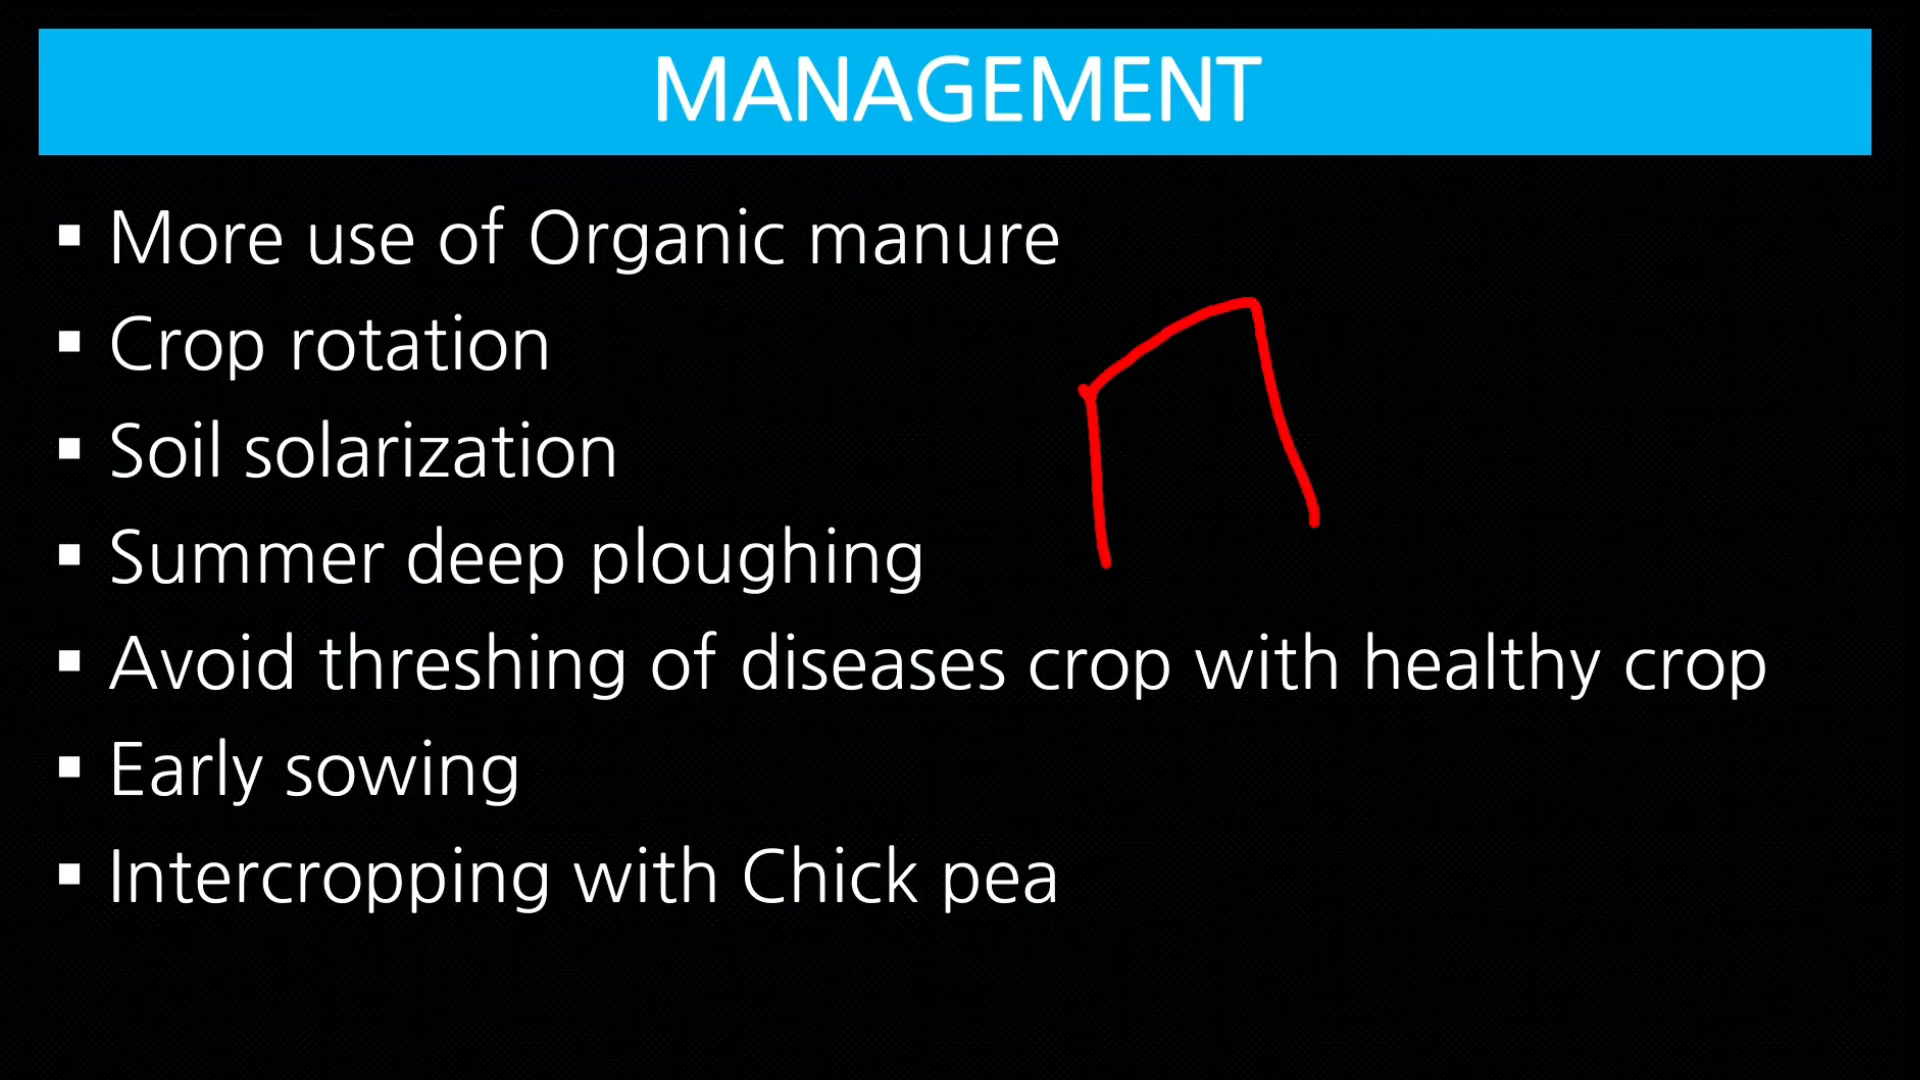 MANAGEMENT
▪ More use of Organic manure
▪ Crop rotation
▪ Soil solarization
▪ Summer deep ploughing
▪ Avoid threshing of diseases crop with healthy crop
▪ Early sowing
▪ Intercropping with Chick pea